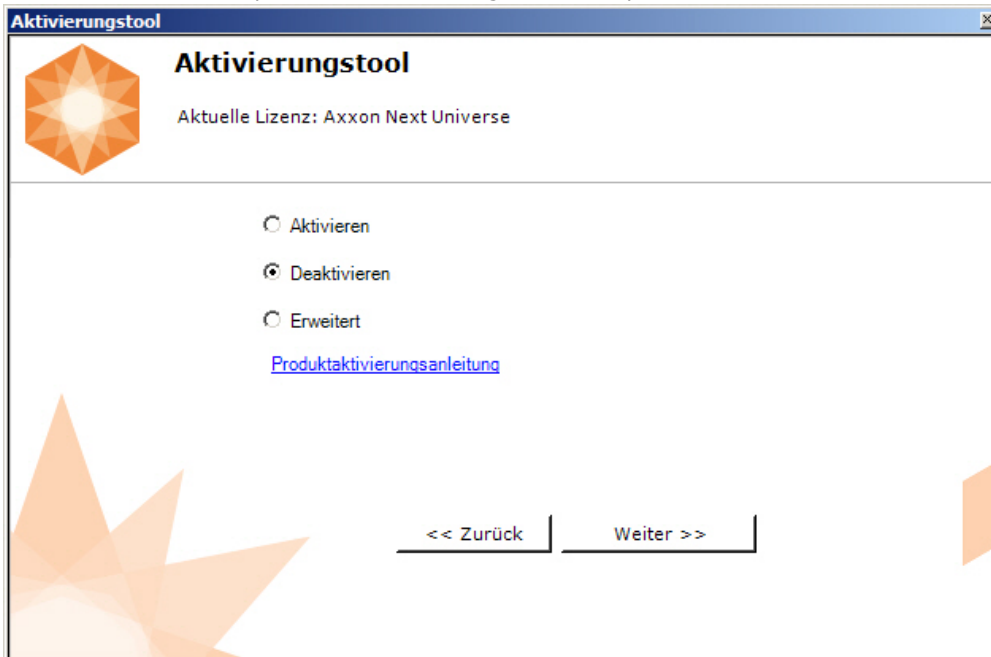 Aktivierungstool
Aktivierungstool
Aktuelle Lizenz: Axxon Next Universe
Aktivieren
Deaktivieren
Erweitert
Produktaktivierungsanleitung
<< Zurück
Weiter >>